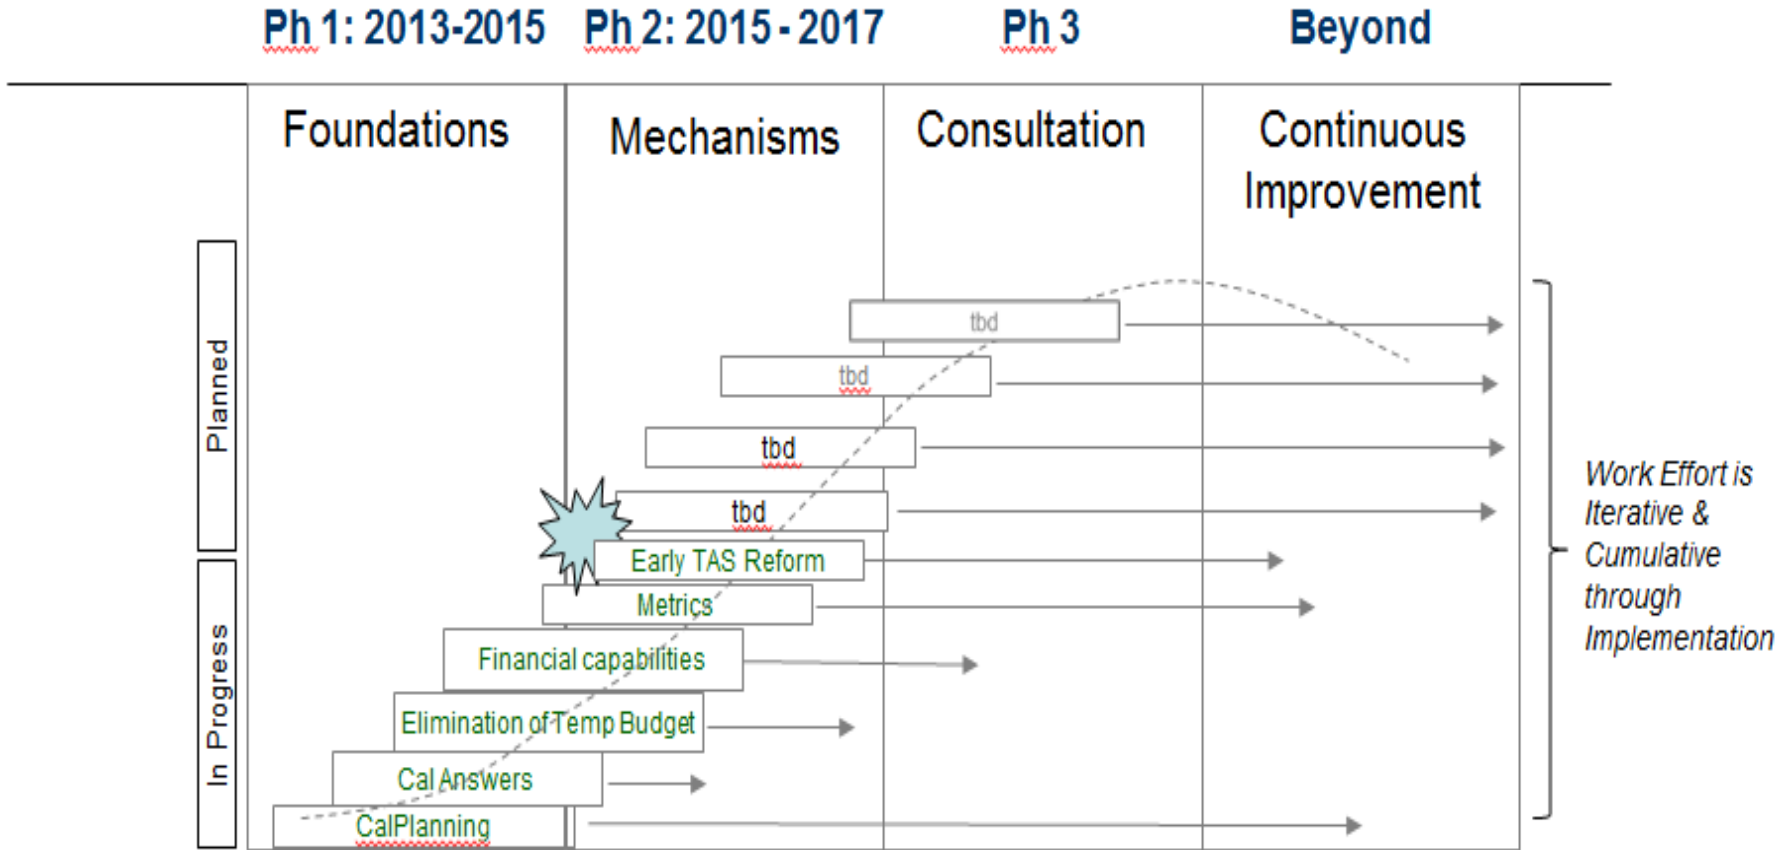 Ph 1: 2013-2015
Ph 2: 2015 - 2017
Ph 3
Beyond
Foundations
Mechanisms
Consultation
Continuous
Improvement
Planned
tbd
tbd
tbd
tbd
Early TAS Reform
In Progress
Metrics
Financial capabilities
Elimination of Temp Budget
Cal Answers
CalPlanning
Work Effort is
Iterative &
Cumulative
through
Implementation